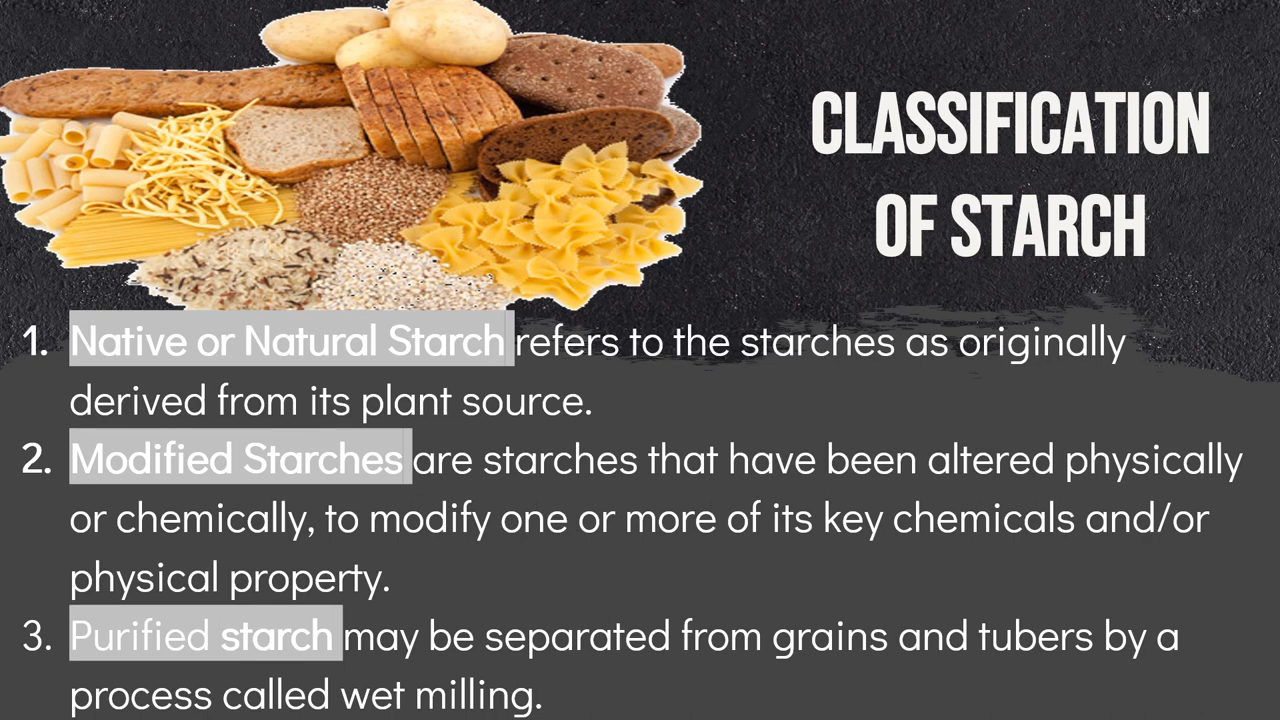 CLASSIFICATION
OF STARCH
1. Native or Natural Starch refers to the starches as originally
derived from its plant source.
2. Modified Starches are starches that have been altered physically
or chemically, to modify one or more of its key chemicals and/or
physical property.
3. Purified starch may be separated from grains and tubers by a
process called wet milling.